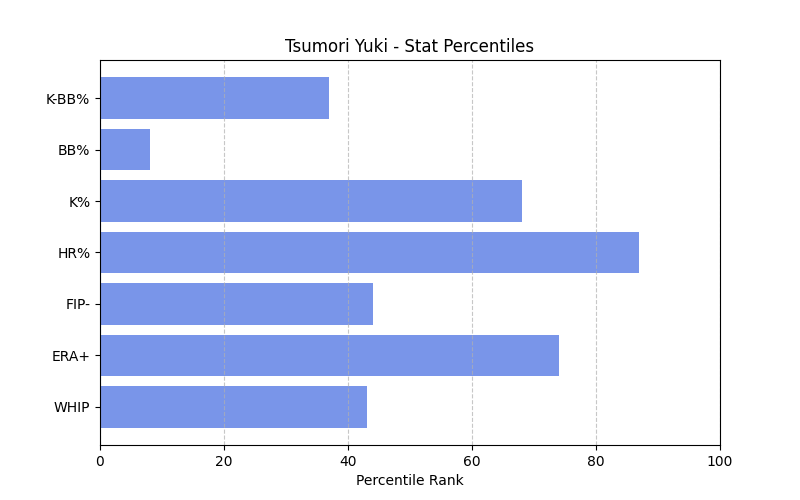 Tsumori Yuki - Stat Percentiles
K-BB%
BB%
K%
HR%
FIP-
ERA+
WHIP
0 20 40 60 80 100
Percentile Rank